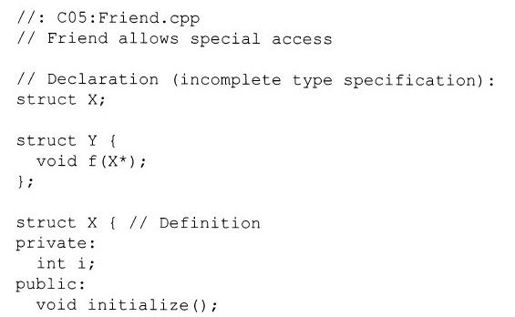 //: C05:Friend.cpp
// Friend allows special access
// Declaration (incomplete type specification):
struct X;
struct Y {
  void f(X*);
};
struct X { // Definition
private:
  int i;
public:
  void initialize();